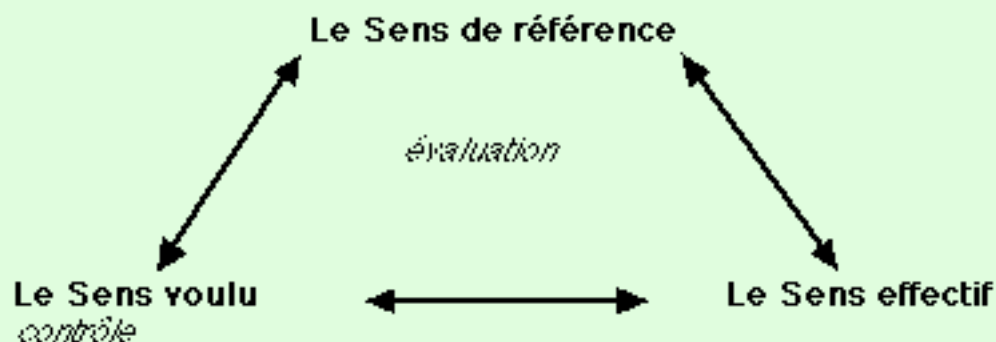 Le Sens de référence
évaluation
Le Sens voulu
Le Sens effectif
contrôle